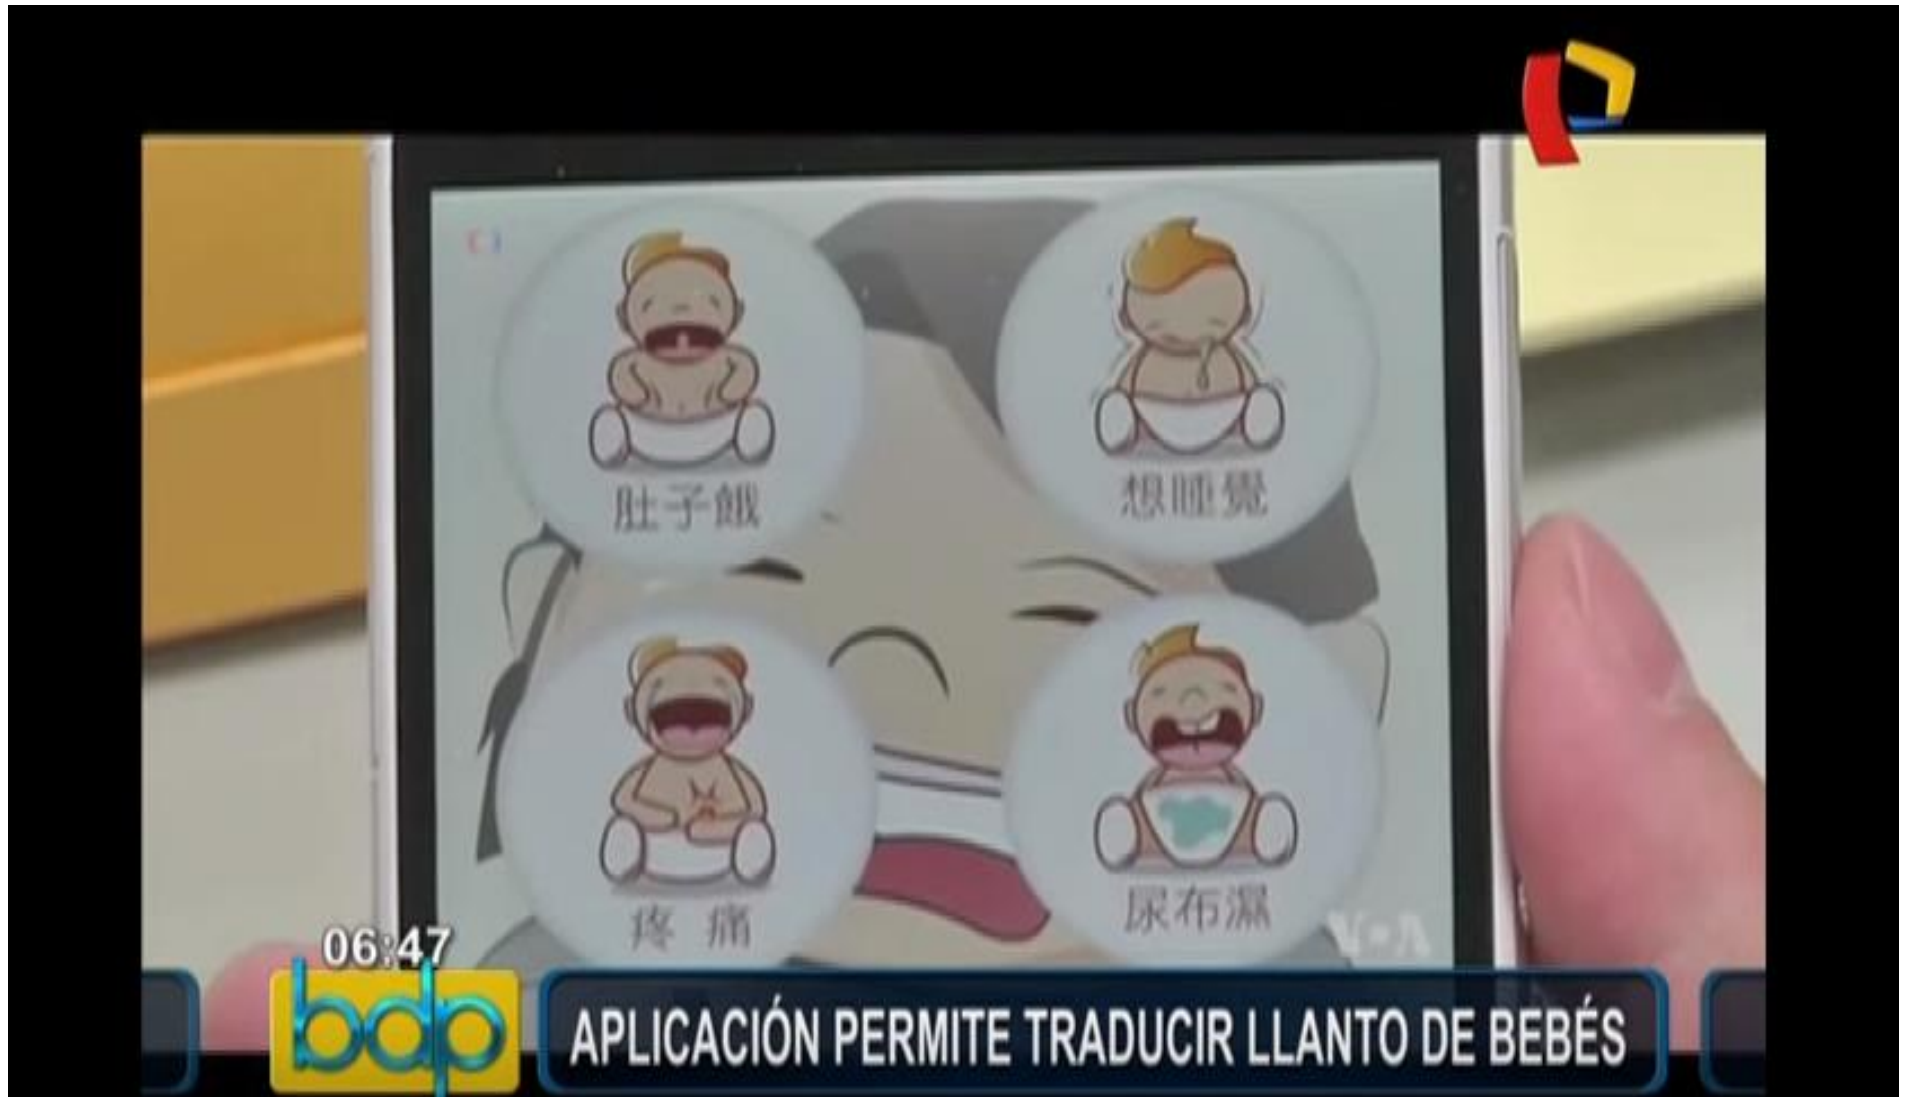 肚子餓
想睡覺
疼 痛
尿布濕
VOA
06:47
bdp
APLICACIÓN PERMITE TRADUCIR LLANTO DE BEBÉS